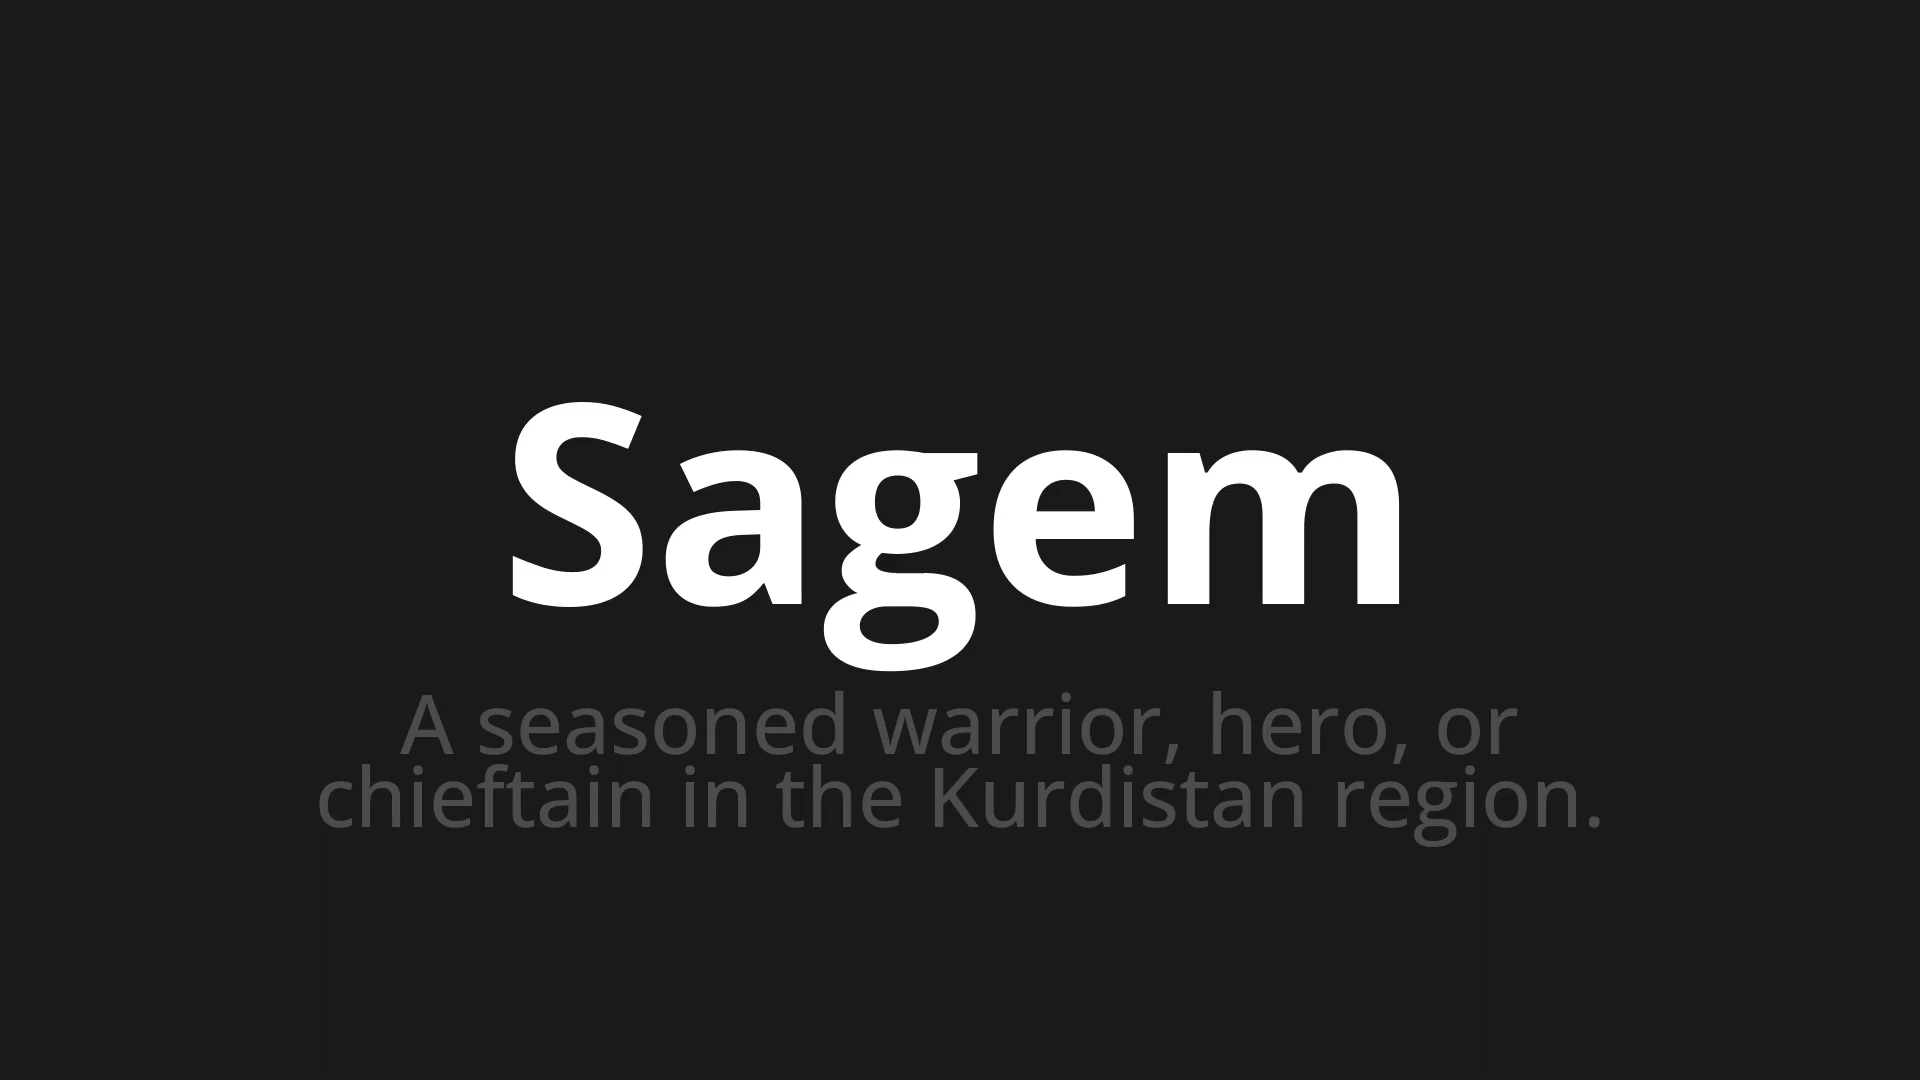 Sagem
A seasoned warrior, hero, or
chieftain in the Kurdistan region.